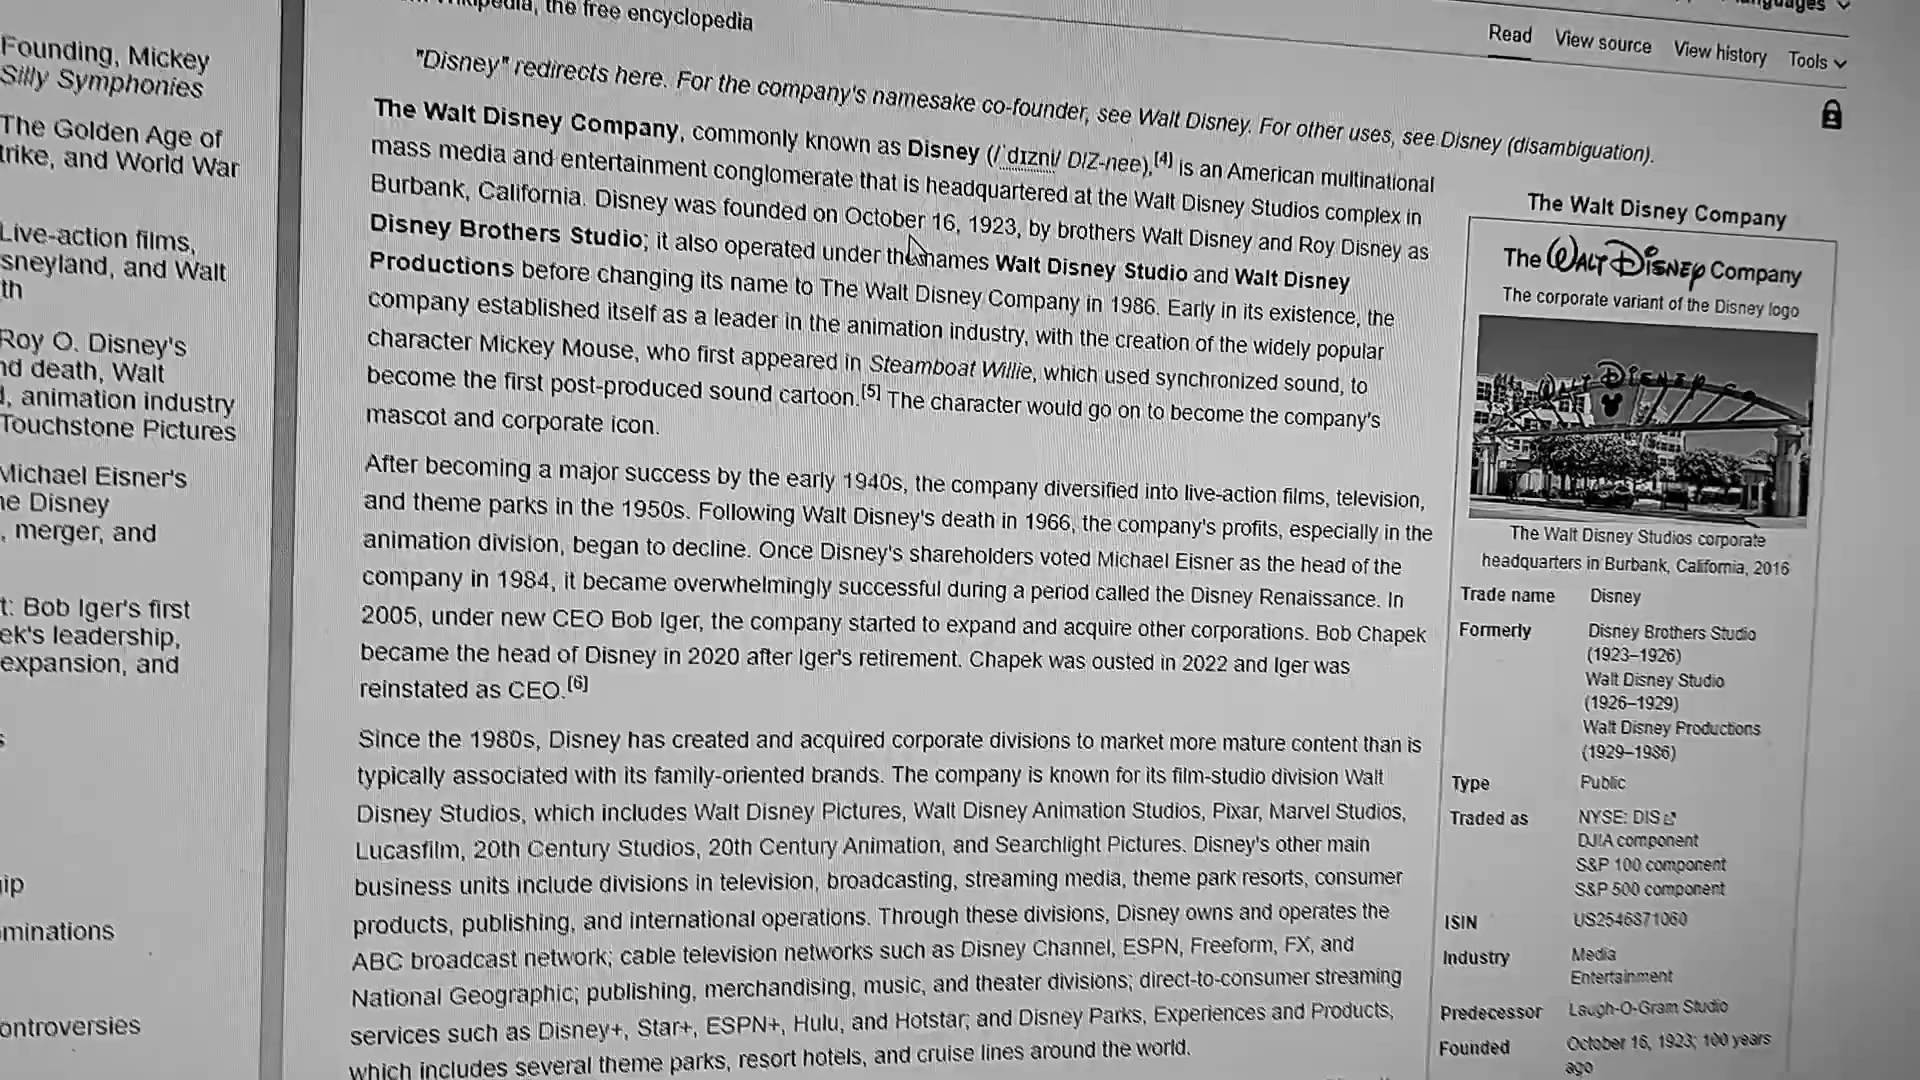 Wikipedia, the free encyclopedia
Read View source View history Tools
Founding, Mickey
Silly Symphonies
The Golden Age of
trike, and World War
Live-action films,
sneyland, and Walt
th
Roy O. Disney's
nd death, Walt
, animation industry
Touchstone Pictures
Michael Eisner's
ne Disney
, merger, and
t: Bob Iger's first
ek's leadership,
expansion, and
s
ip
ominations
ontroversies
"Disney" redirects here. For the company's namesake co-founder, see Walt Disney. For other uses, see Disney (disambiguation).
The Walt Disney Company, commonly known as Disney (/ˈdɪzni/ DIZ-nee),[4] is an American multinational
mass media and entertainment conglomerate that is headquartered at the Walt Disney Studios complex in
Burbank, California. Disney was founded on October 16, 1923, by brothers Walt Disney and Roy Disney as
Disney Brothers Studio; it also operated under the names Walt Disney Studio and Walt Disney
Productions before changing its name to The Walt Disney Company in 1986. Early in its existence, the
company established itself as a leader in the animation industry, with the creation of the widely popular
character Mickey Mouse, who first appeared in Steamboat Willie, which used synchronized sound, to
become the first post-produced sound cartoon.[5] The character would go on to become the company's
mascot and corporate icon.
After becoming a major success by the early 1940s, the company diversified into live-action films, television,
and theme parks in the 1950s. Following Walt Disney's death in 1966, the company's profits, especially in the
animation division, began to decline. Once Disney's shareholders voted Michael Eisner as the head of the
company in 1984, it became overwhelmingly successful during a period called the Disney Renaissance. In
2005, under new CEO Bob Iger, the company started to expand and acquire other corporations. Bob Chapek
became the head of Disney in 2020 after Iger's retirement. Chapek was ousted in 2022 and Iger was
reinstated as CEO.[6]
Since the 1980s, Disney has created and acquired corporate divisions to market more mature content than is
typically associated with its family-oriented brands. The company is known for its film-studio division Walt
Disney Studios, which includes Walt Disney Pictures, Walt Disney Animation Studios, Pixar, Marvel Studios,
Lucasfilm, 20th Century Studios, 20th Century Animation, and Searchlight Pictures. Disney's other main
business units include divisions in television, broadcasting, streaming media, theme park resorts, consumer
products, publishing, and international operations. Through these divisions, Disney owns and operates the
ABC broadcast network; cable television networks such as Disney Channel, ESPN, Freeform, FX, and
National Geographic; publishing, merchandising, music, and theater divisions; direct-to-consumer streaming
services such as Disney+, Star+, ESPN+, Hulu, and Hotstar; and Disney Parks, Experiences and Products,
which includes several theme parks, resort hotels, and cruise lines around the world.
The Walt Disney Company
The Walt Disney Company
The corporate variant of the Disney logo
Walt Disney Co
The Walt Disney Studios corporate
headquarters in Burbank, California, 2016
Trade name Disney
Formerly Disney Brothers Studio
(1923–1926)
Walt Disney Studio
(1926–1929)
Walt Disney Productions
(1929–1986)
Type Public
Traded as NYSE: DIS
DJIA component
S&P 100 component
S&P 500 component
ISIN US2546871060
Industry Media
Entertainment
Predecessor Laugh-O-Gram Studio
Founded October 16, 1923; 100 years
ago